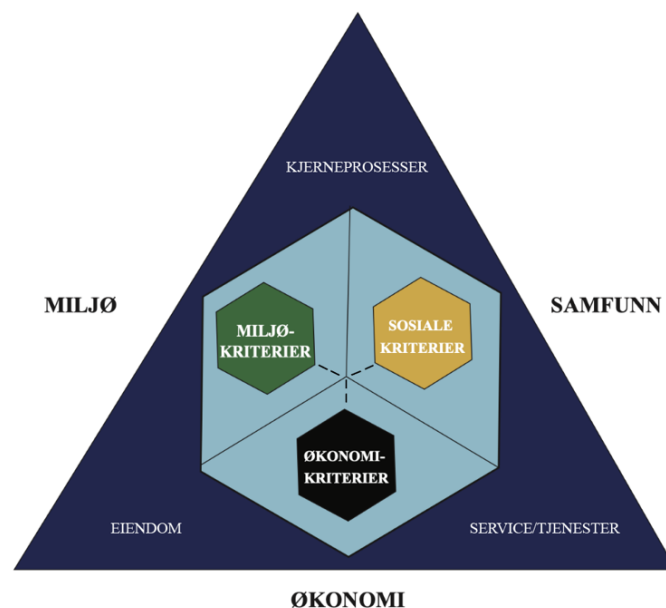 KJERNEPROSESSER
MILJØ
SAMFUNN
MILJØ-
KRITERIER
SOSIALE
KRITERIER
ØKONOMI-
KRITERIER
EIENDOM
SERVICE/TJENESTER
ØKONOMI